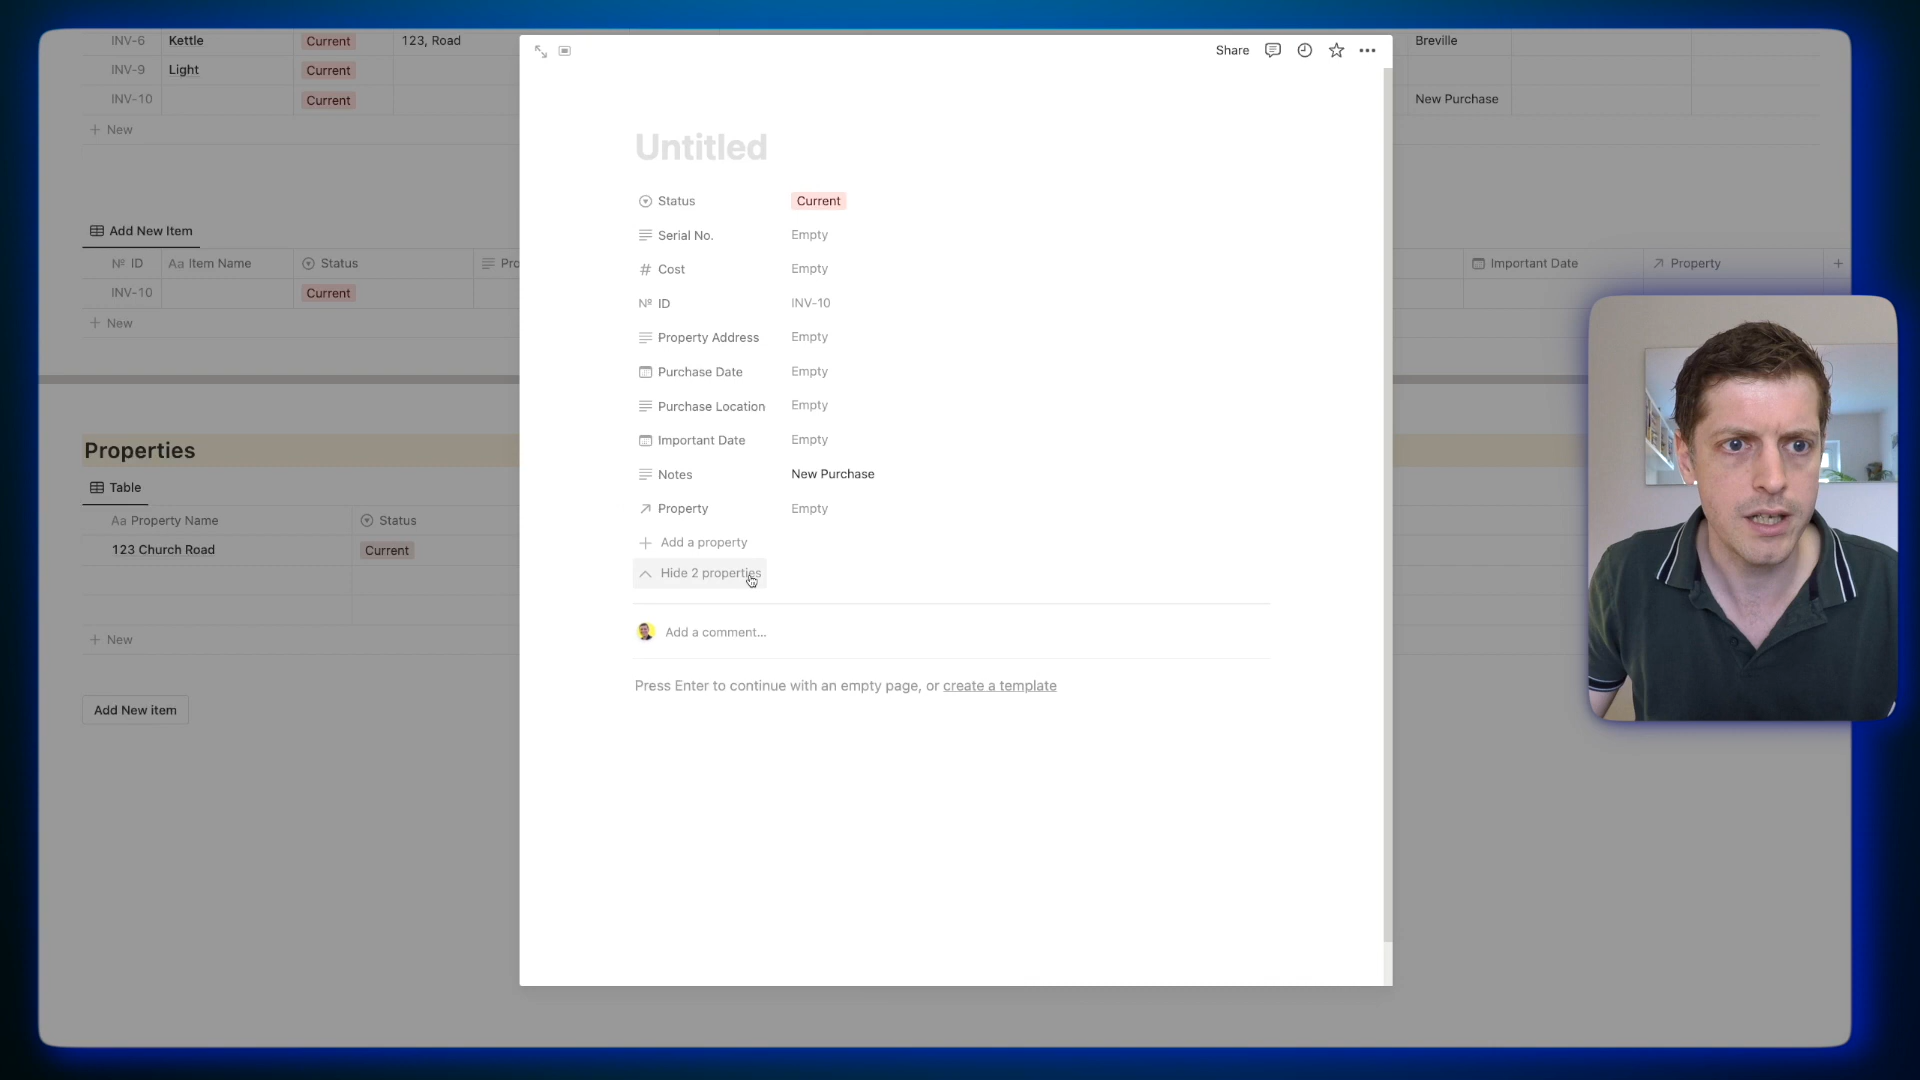 INV-6 Kettle Current 123, Road Breville
INV-9 Light Current
INV-10 Current New Purchase
+ New
Add New Item
Nº ID Aa Item Name Status Pro Important Date Property +
INV-10 Current
+ New
Properties
Table
Aa Property Name Status
123 Church Road Current
+ New
Add New item
Share
Untitled
Status Current
Serial No. Empty
# Cost Empty
Nº ID INV-10
Property Address Empty
Purchase Date Empty
Purchase Location Empty
Important Date Empty
Notes New Purchase
Property Empty
+ Add a property
Hide 2 properties
Add a comment...
Press Enter to continue with an empty page, or create a template